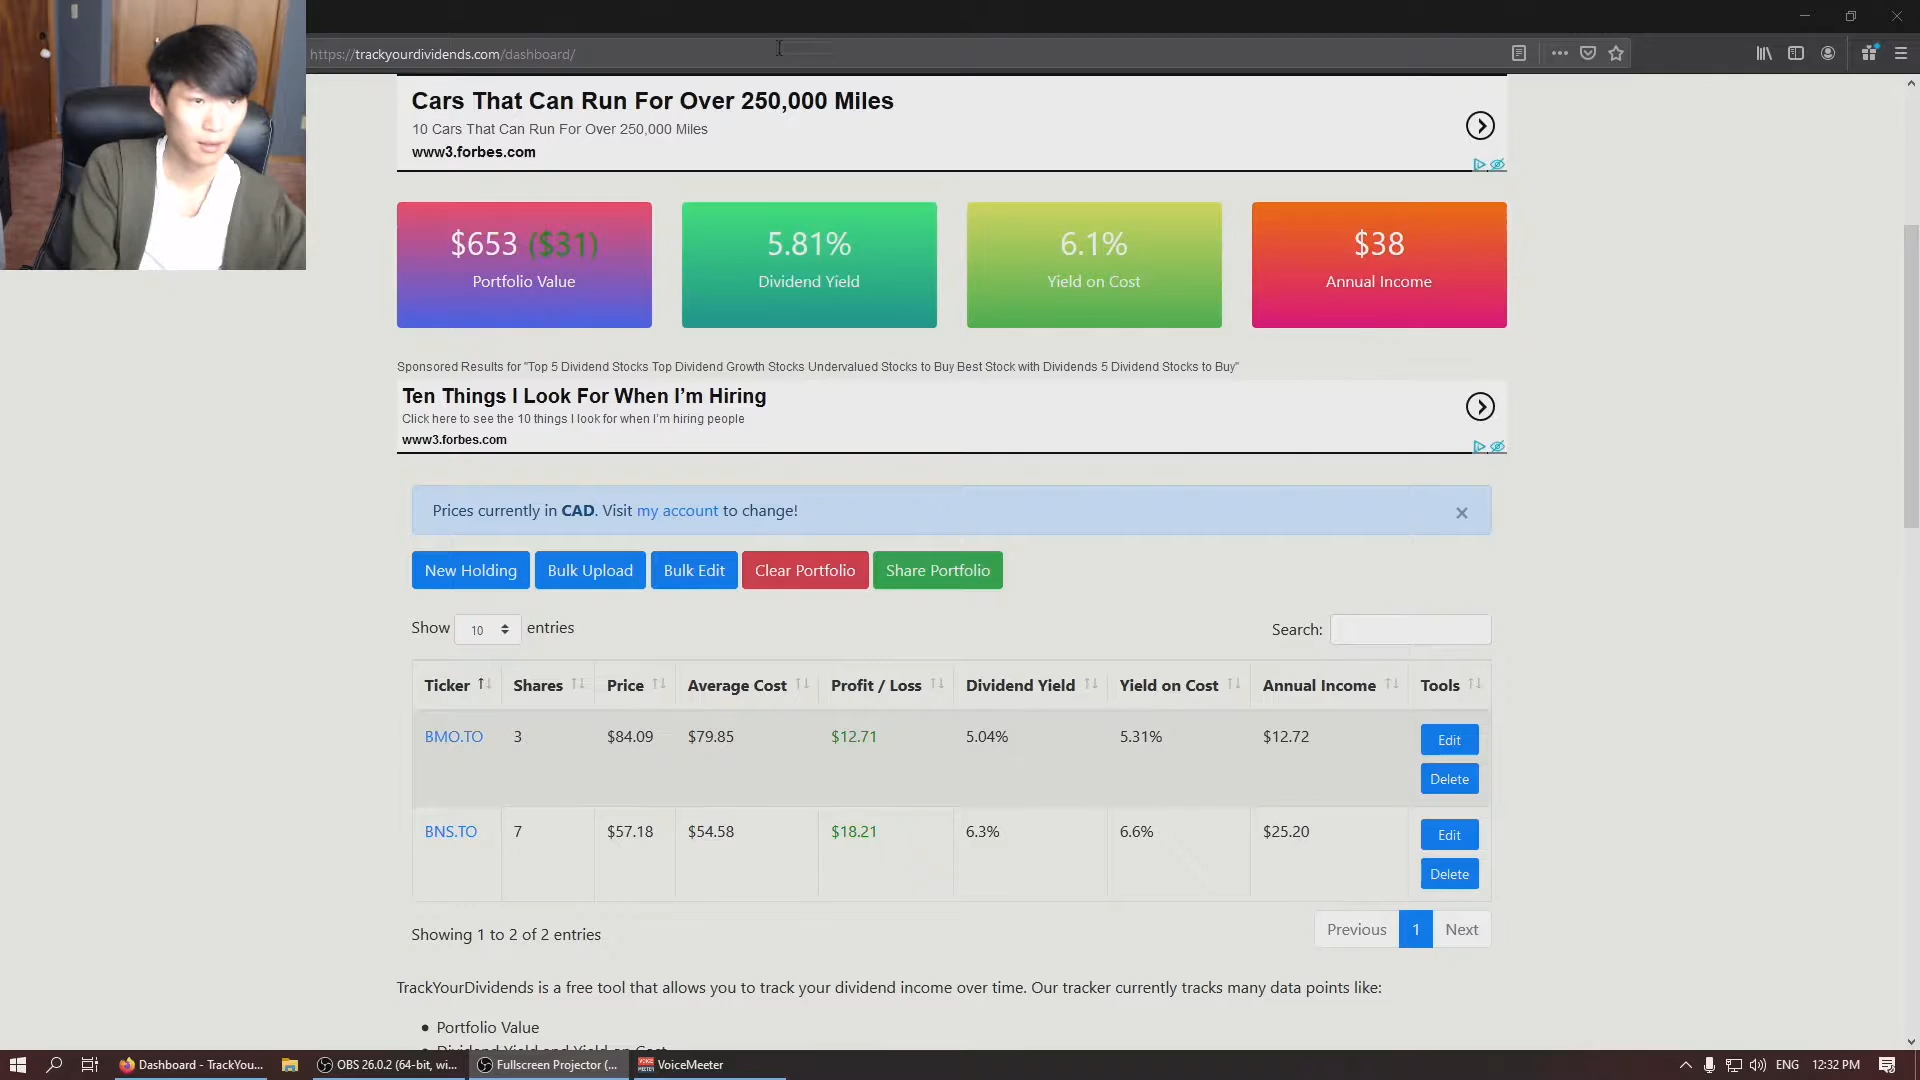 https://trackyourdividends.com/dashboard/
Cars That Can Run For Over 250,000 Miles
10 Cars That Can Run For Over 250,000 Miles
www3.forbes.com
$653 ($31)
Portfolio Value
5.81%
Dividend Yield
6.1%
Yield on Cost
$38
Annual Income
Sponsored Results for "Top 5 Dividend Stocks Top Dividend Growth Stocks Undervalued Stocks to Buy Best Stock with Dividends 5 Dividend Stocks to Buy"
Ten Things I Look For When I'm Hiring
Click here to see the 10 things I look for when I'm hiring people
www3.forbes.com
Prices currently in CAD. Visit my account to change!
New Holding Bulk Upload Bulk Edit Clear Portfolio Share Portfolio
Show 10 entries Search:
Ticker Shares Price Average Cost Profit / Loss Dividend Yield Yield on Cost Annual Income Tools
BMO.TO 3 $84.09 $79.85 $12.71 5.04% 5.31% $12.72 Edit
Delete
BNS.TO 7 $57.18 $54.58 $18.21 6.3% 6.6% $25.20 Edit
Delete
Showing 1 to 2 of 2 entries Previous 1 Next
TrackYourDividends is a free tool that allows you to track your dividend income over time. Our tracker currently tracks many data points like:
Portfolio Value
Dividend Yield and Yield on Cost
Dashboard - TrackYou... OBS 26.0.2 (64-bit, wi... Fullscreen Projector (... VoiceMeeter ENG 12:32 PM